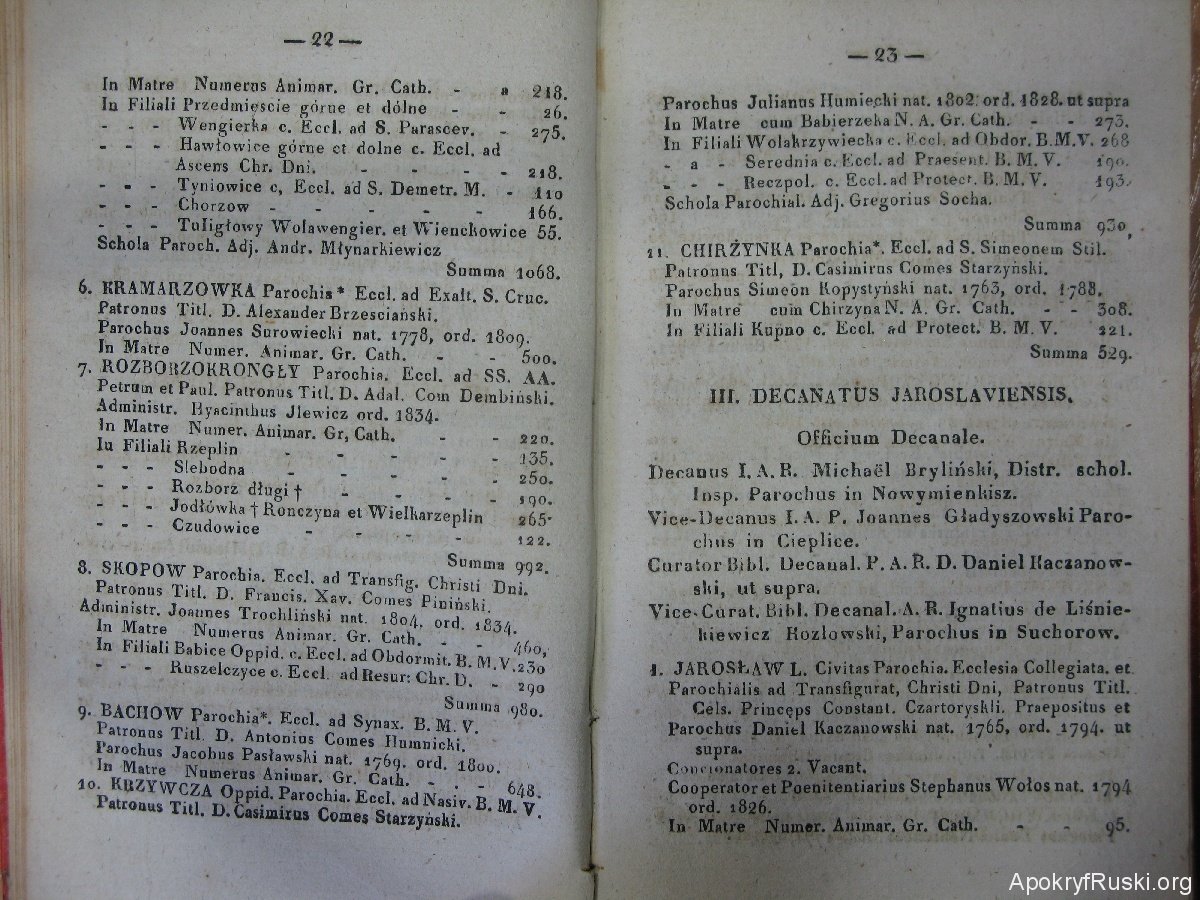 — 22 —
In Matre Numerus Animar. Gr. Cath. - a 218.
In Filiali Przedmięscie górne et dólne - - 26.
- - - Wengierka c. Eccl. ad S. Parascev. - 275.
- - - Hawłowice górne et dolne c. Eccl. ad
Ascens Chr. Dni. - - - - 218.
- - - Tyniowice c, Eccl. ad S. Demetr. M. - 110
- - - Chorzow - - - - - 166.
- - - Tuligłowy Wolawengier. et Wienckowice 55.
Schola Paroch. Adj. Andr. Młynarkiewicz
Summa 1068.
6. KRAMARZOWKA Parochia* Eccl. ad Exalt. S. Cruc.
Patronus Titl. D. Alexander Brzesciański.
Parochus Joannes Surowiecki nat. 1778, ord. 1809.
In Matre Numer. Animar. Gr. Cath. - - 500.
7. ROZBORZOKRONGŁY Parochia. Eccl. ad SS. AA.
Petrum et Paul. Patronus Titl. D. Adal. Com Dembiński.
Administr. Hyacinthus Jlewicz ord. 1834.
In Matre Numer. Animar. Gr, Cath. - - 220.
In Filiali Rzeplin - - - - - 135.
- - - Slebodna - - - - - 250.
- - - Rozborz długi † - - - - 190.
- - - Jodłówka † Ronczyna et Wielkarzeplin 265.
- - - Czudowice - - - - 122.
Summa 992.
8. SKOPOW Parochia. Eccl. ad Transfig. Christi Dni.
Patronus Titl. D. Francis. Xav. Comes Pininński.
Administr. Joannes Trochliński nat. 1804, ord. 1834.
In Matre Numerus Animar. Gr. Cath. - - 460,
In Filiali Babice Oppid. c. Eccl. ad Obdormit. B. M. V. 230
- - - Ruszelczyce c. Eccl. ad Resur: Chr. D. - 290
Summa 980.
9. BACHOW Parochia*. Eccl. ad Synax. B. M. V.
Patronus Titl. D. Antonius Comes Humnicki.
Parochus Jacobus Pasławski nat. 1769. ord. 1800.
In Matre Numerus Animar. Gr. Cath. - - 648.
10. KRZYWCZA Oppid. Parochia. Eccl. ad Nasiv. B. M. V.
Patronus Titl. D. Casimirus Comes Starzyński.
— 23 —
Parochus Julianus Humiecki nat. 1802. ord. 1828. ut supra
In Matre cum Babierzeka N. A. Gr. Cath. - - 273.
In Filiali Wolakrzywiecka c. Eccl. ad Obdor. B. M. V. 268
- a - Serednia c. Eccl. ad Praesent. B. M. V. 190.
- - - Reczpol. c. Eccl. ad Protect. B. M. V. 193.
Schola Parochial. Adj. Gregorius Socha.
Summa 930,
11. CHIRŻYNKA Parochia*. Eccl. ad S. Simeonem Stil.
Patronus Titl, D. Casimirus Comes Starzyński.
Parochus Simeon Kopystyński nat. 1763, ord. 1788.
In Matre cum Chirzyna N. A. Gr. Cath. - - 308.
In Filiali Kupno c. Eccl. ad Protect. B. M. V. 221.
Summa 529.
III. DECANATUS JAROSLAVIENSIS.
Officium Decanale.
Decanus I. A. R. Michaël Bryliński, Distr. schol.
Insp. Parochus in Nowymienkisz.
Vice-Decanus I. A. P. Joannes Gładyszowski Paro-
chus in Cieplice.
Curator Bibl. Decanal. P. A. R. D. Daniel Kaczanow-
ski, ut supra.
Vice-Curat. Bibl. Decanal. A. R. Ignatius de Liśnie-
kiewicz Kozłowski, Parochus in Suchorow.
1. JAROSŁAW L. Civitas Parochia. Ecclesia Collegiata. et
Parochialis ad Transfigurat, Christi Dni, Patronus Titl.
Cels. Princęps Constant. Czartoryskli. Praepositus et
Parochus Daniel Kaczanowski nat. 1765, ord. 1794. ut
supra.
Concionatores 2. Vacant.
Cooperator et Poenitentiarius Stephanus Wołos nat. 1794
ord. 1826.
In Matre Numer. Animar. Gr. Cath. - - 95.
ApokryfRuski.org